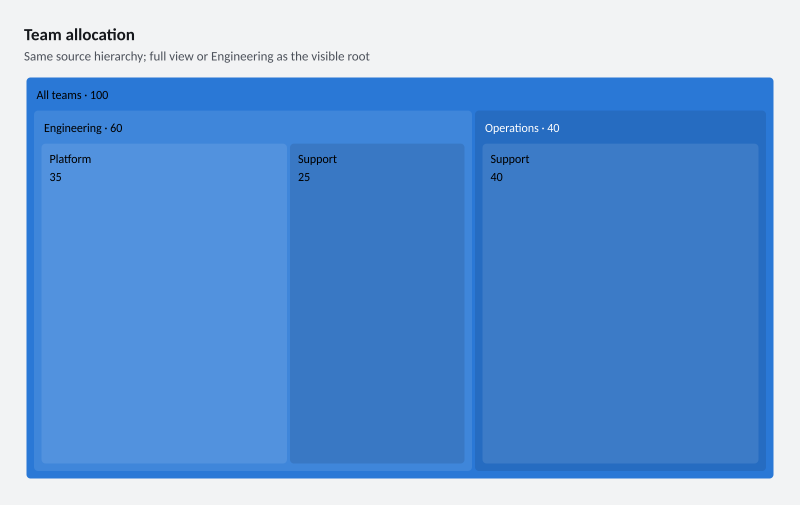 Team allocation
Same source hierarchy; full view or Engineering as the visible root
All teams · 100
Engineering · 60
Platform
35
Support
25
Operations · 40
Support
40